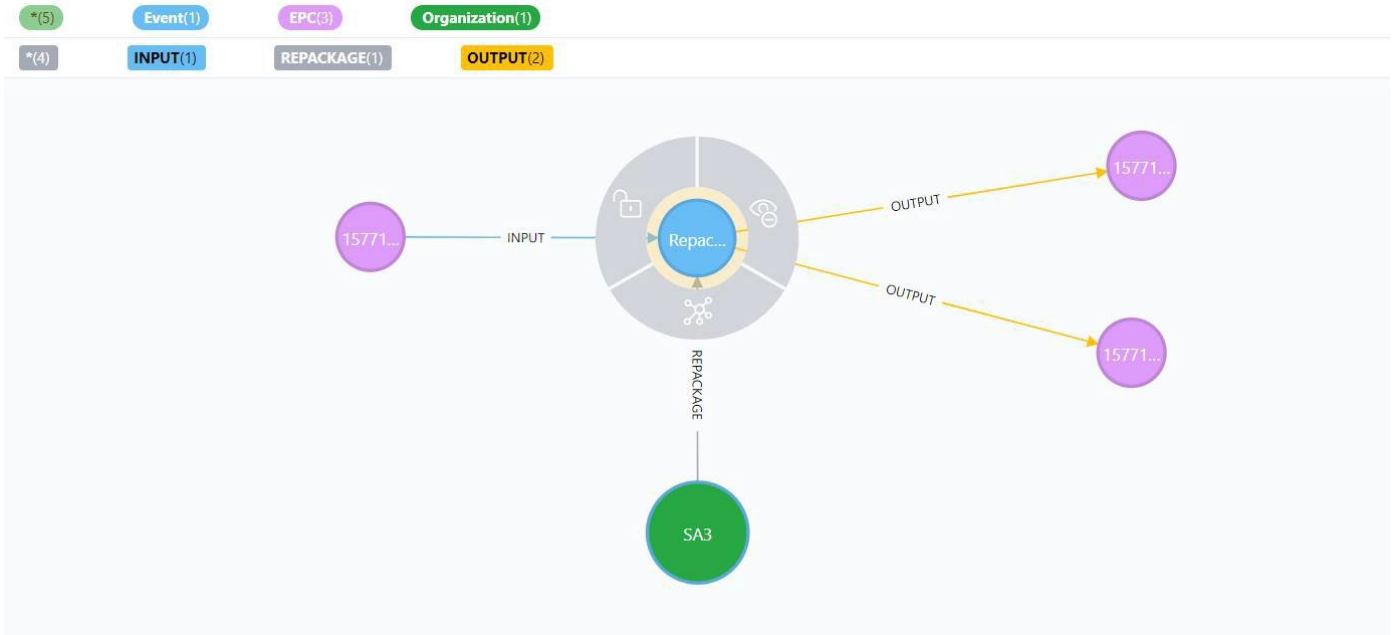 *(5) Event(1) EPC(3) Organization(1)
*(4) INPUT(1) REPACKAGE(1) OUTPUT(2)
15771...
OUTPUT
15771...
INPUT
Repac...
OUTPUT
15771...
REPACKAGE
SA3